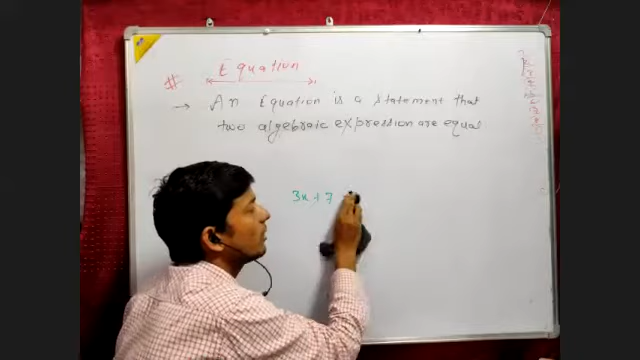 # Equation
→ An Equation is a statement that
two algebraic expression are equal
3x + 7